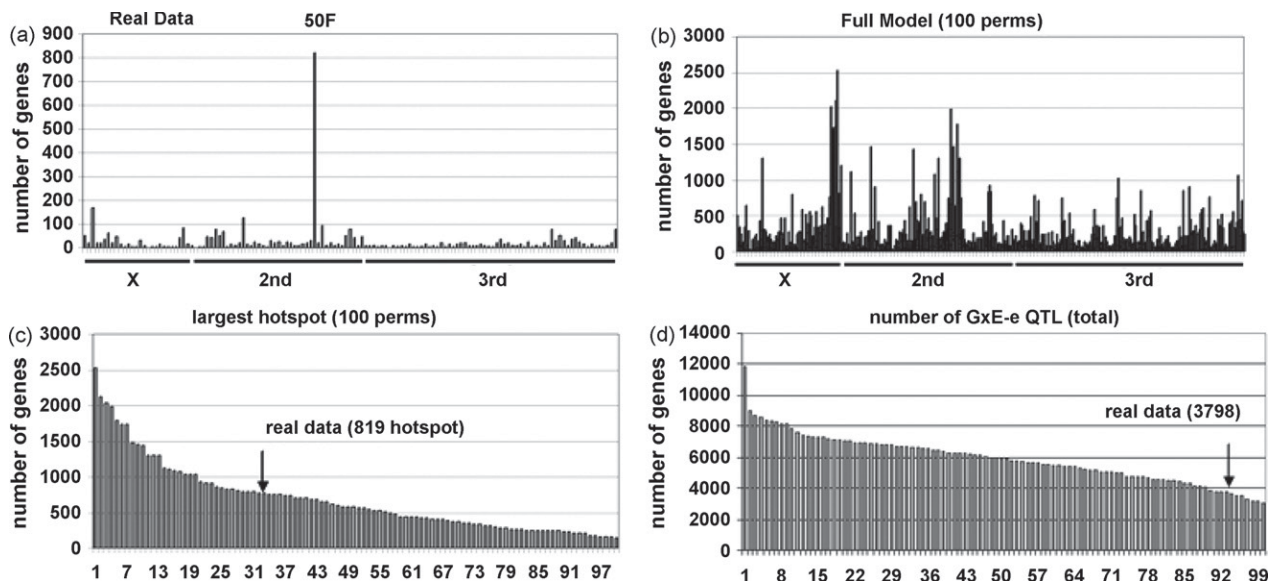 (a)
Real Data
50F
number of genes
900
800
700
600
500
400
300
200
100
0
X
2nd
3rd
(b)
Full Model (100 perms)
number of genes
3000
2500
2000
1500
1000
500
0
X
2nd
3rd
(c)
largest hotspot (100 perms)
number of genes
3000
2500
2000
1500
1000
500
0
real data (819 hotspot)
1 7 13 19 25 31 37 43 49 55 61 67 73 79 85 91 97
(d)
number of GxE-e QTL (total)
number of genes
14000
12000
10000
8000
6000
4000
2000
0
real data (3798)
1 8 15 22 29 36 43 50 57 64 71 78 85 92 99